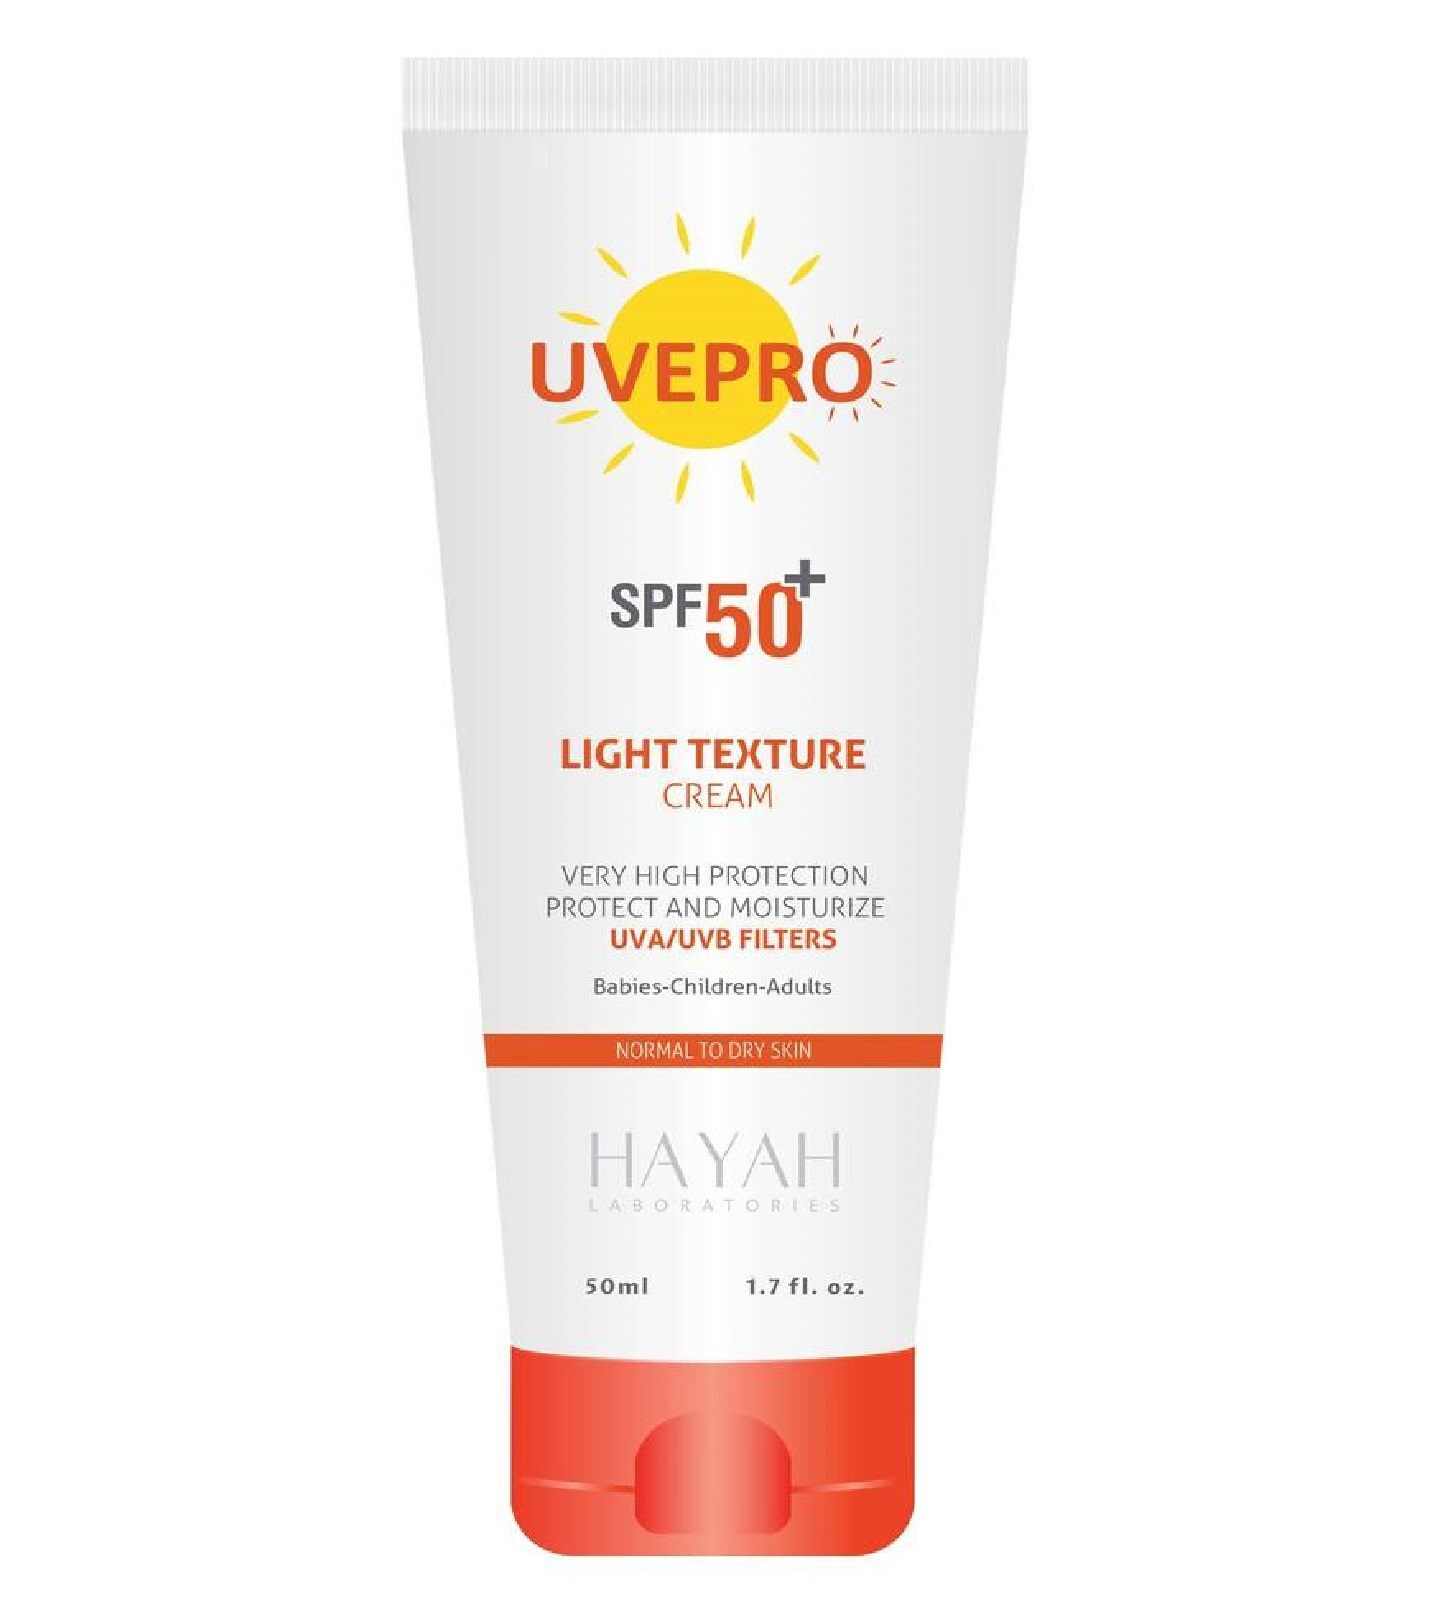 UVEPRO
SPF50+
LIGHT TEXTURE
CREAM
VERY HIGH PROTECTION
PROTECT AND MOISTURIZE
UVA/UVB FILTERS
Babies-Children-Adults
NORMAL TO DRY SKIN
HAYAH
LABORATORIES
50ml 1.7 fl. oz.